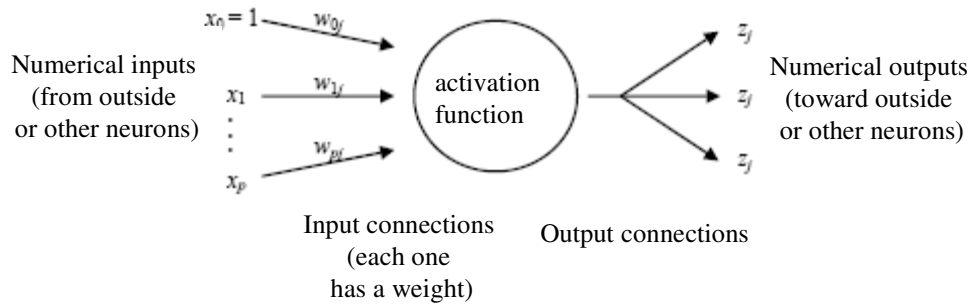 x₀ = 1
w₀ⱼ
zⱼ
Numerical inputs
(from outside
or other neurons)
x₁
w₁ⱼ
activation
function
zⱼ
Numerical outputs
(toward outside
or other neurons)
wₚⱼ
xₚ
zⱼ
Input connections
(each one
has a weight)
Output connections